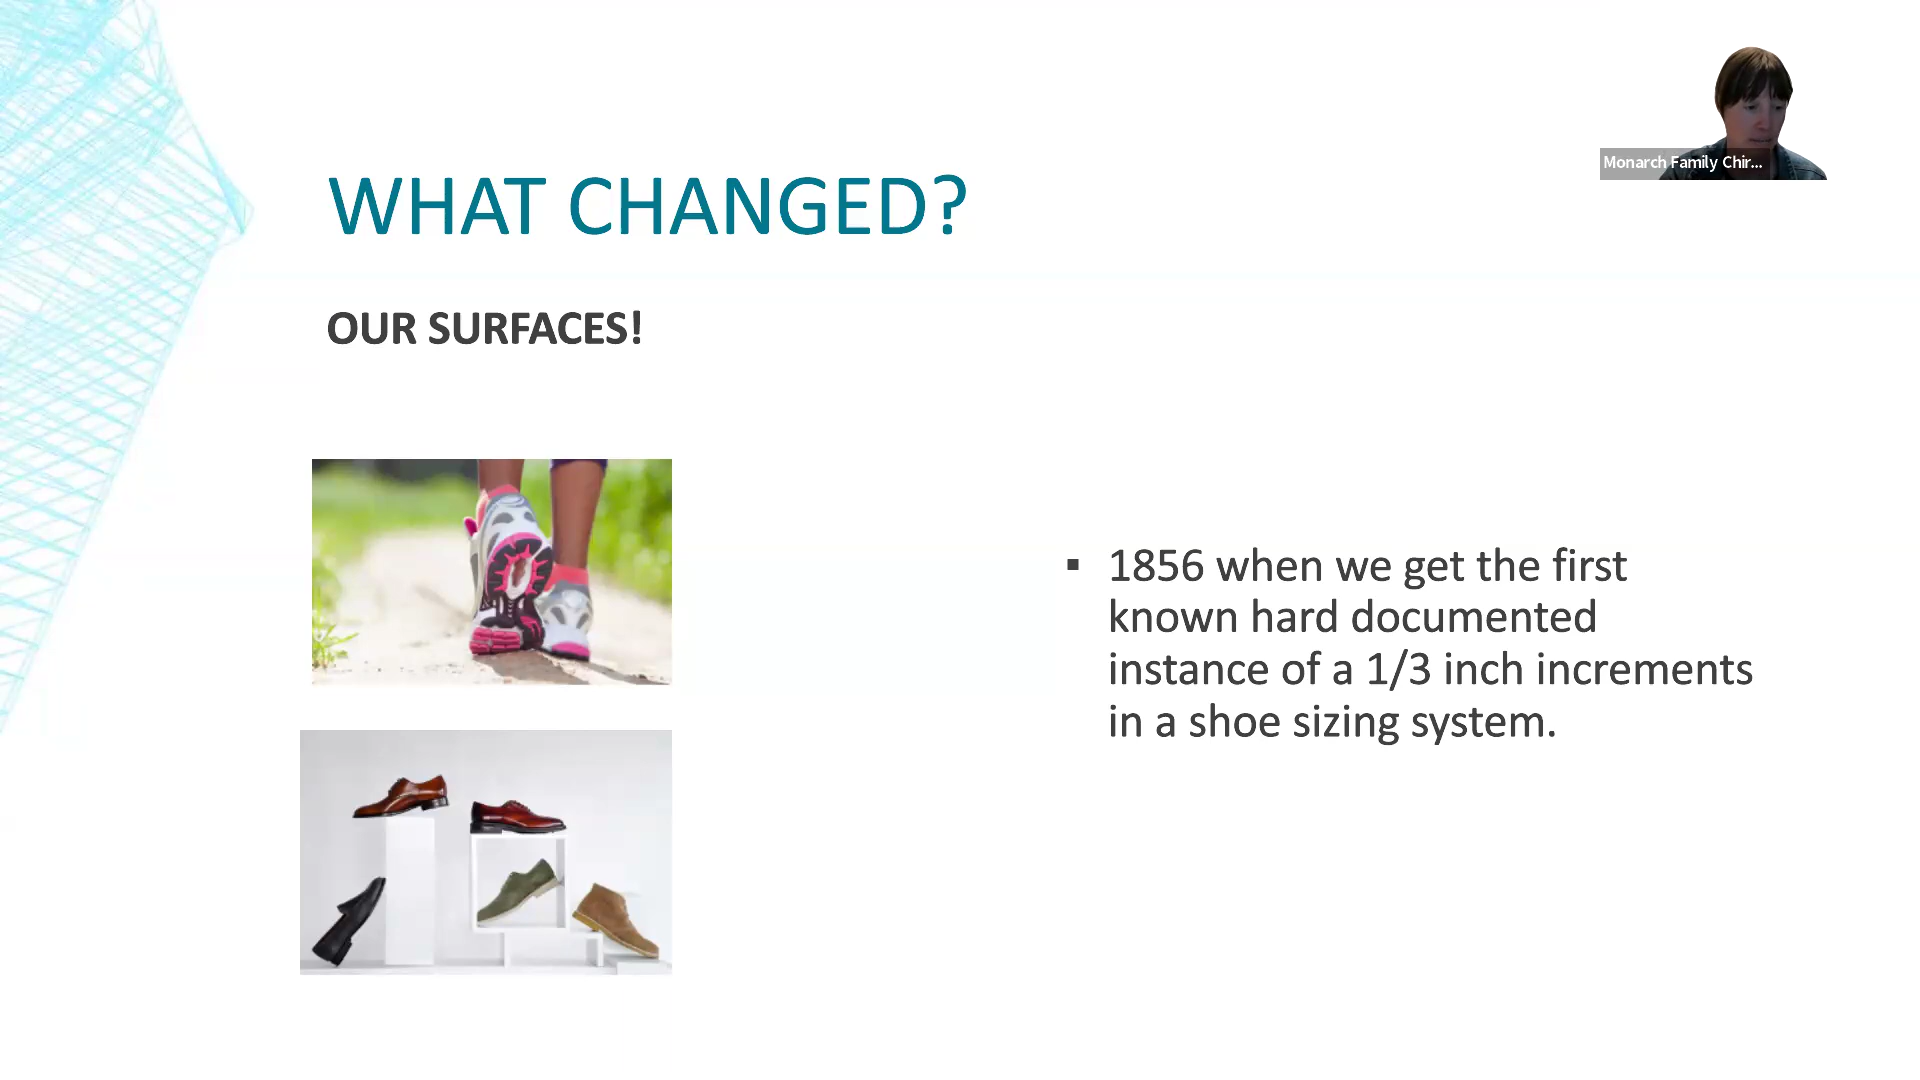 Monarch Family Chir...
WHAT CHANGED?
OUR SURFACES!
▪ 1856 when we get the first
known hard documented
instance of a 1/3 inch increments
in a shoe sizing system.